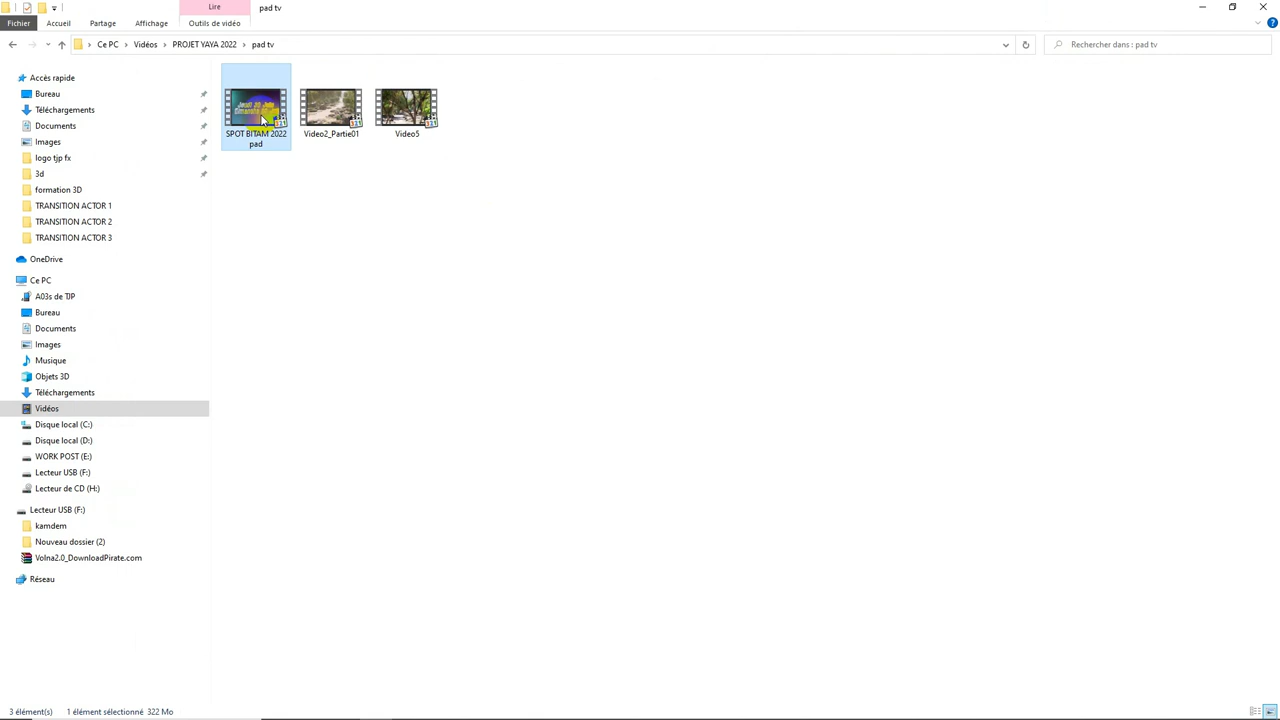 Lire
pad tv
Fichier
Accueil
Partage
Affichage
Outils de vidéo
Ce PC > Vidéos > PROJET YAYA 2022 > pad tv
Rechercher dans : pad tv
Accès rapide
Bureau
Téléchargements
Documents
Images
logo tjp fx
3d
formation 3D
TRANSITION ACTOR 1
TRANSITION ACTOR 2
TRANSITION ACTOR 3
OneDrive
Ce PC
A03s de TJP
Bureau
Documents
Images
Musique
Objets 3D
Téléchargements
Vidéos
Disque local (C:)
Disque local (D:)
WORK POST (E:)
Lecteur USB (F:)
Lecteur de CD (H:)
Lecteur USB (F:)
kamdem
Nouveau dossier (2)
Volna2.0_DownloadPirate.com
Réseau
SPOT BITAM 2022
pad
Video2_Partie01
Video5
3 élément(s)
1 élément sélectionné 322 Mo